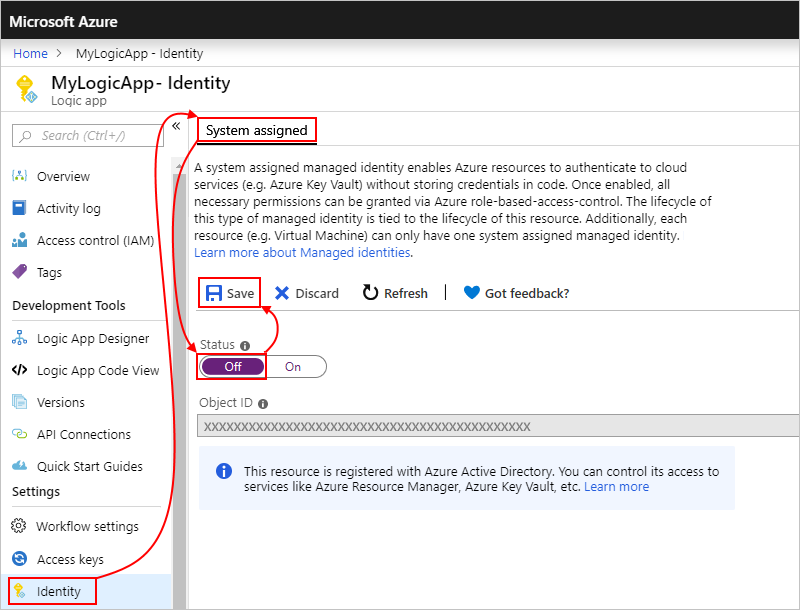 Microsoft Azure
Home > MyLogicApp - Identity
MyLogicApp- Identity
Logic app
Search (Ctrl+/)
«
Overview
Activity log
Access control (IAM)
Tags
Development Tools
Logic App Designer
Logic App Code View
Versions
API Connections
Quick Start Guides
Settings
Workflow settings
Access keys
Identity
System assigned
A system assigned managed identity enables Azure resources to authenticate to cloud
services (e.g. Azure Key Vault) without storing credentials in code. Once enabled, all
necessary permissions can be granted via Azure role-based-access-control. The lifecycle of
this type of managed identity is tied to the lifecycle of this resource. Additionally, each
resource (e.g. Virtual Machine) can only have one system assigned managed identity.
Learn more about Managed identities.
Save Discard Refresh | Got feedback?
Status
Off On
Object ID
XXXXXXXXXXXXXXXXXXXXXXXXXXXXXXXXXXXXXXXXXXXX
This resource is registered with Azure Active Directory. You can control its access to
services like Azure Resource Manager, Azure Key Vault, etc. Learn more